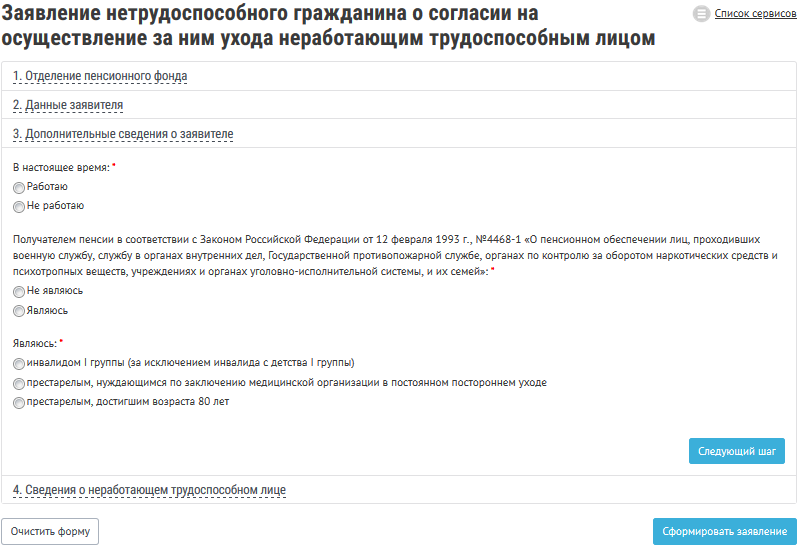 Заявление нетрудоспособного гражданина о согласии на
осуществление за ним ухода неработающим трудоспособным лицом
Список сервисов
1. Отделение пенсионного фонда
2. Данные заявителя
3. Дополнительные сведения о заявителе
В настоящее время: *
Работаю
Не работаю
Получателем пенсии в соответствии с Законом Российской Федерации от 12 февраля 1993 г., №4468-1 «О пенсионном обеспечении лиц, проходивших
военную службу, службу в органах внутренних дел, Государственной противопожарной службе, органах по контролю за оборотом наркотических средств и
психотропных веществ, учреждениях и органах уголовно-исполнительной системы, и их семей»: *
Не являюсь
Являюсь
Являюсь: *
инвалидом I группы (за исключением инвалида с детства I группы)
престарелым, нуждающимся по заключению медицинской организации в постоянном постороннем уходе
престарелым, достигшим возраста 80 лет
Следующий шаг
4. Сведения о неработающем трудоспособном лице
Очистить форму
Сформировать заявление